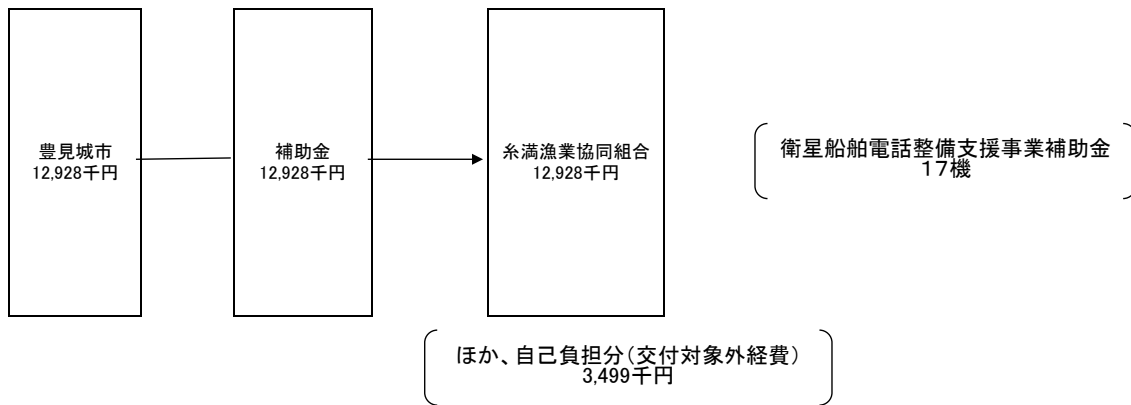 豊見城市
12,928千円
補助金
12,928千円
糸満漁業協同組合
12,928千円
衛星船舶電話整備支援事業補助金
17機
ほか、自己負担分(交付対象外経費)
3,499千円